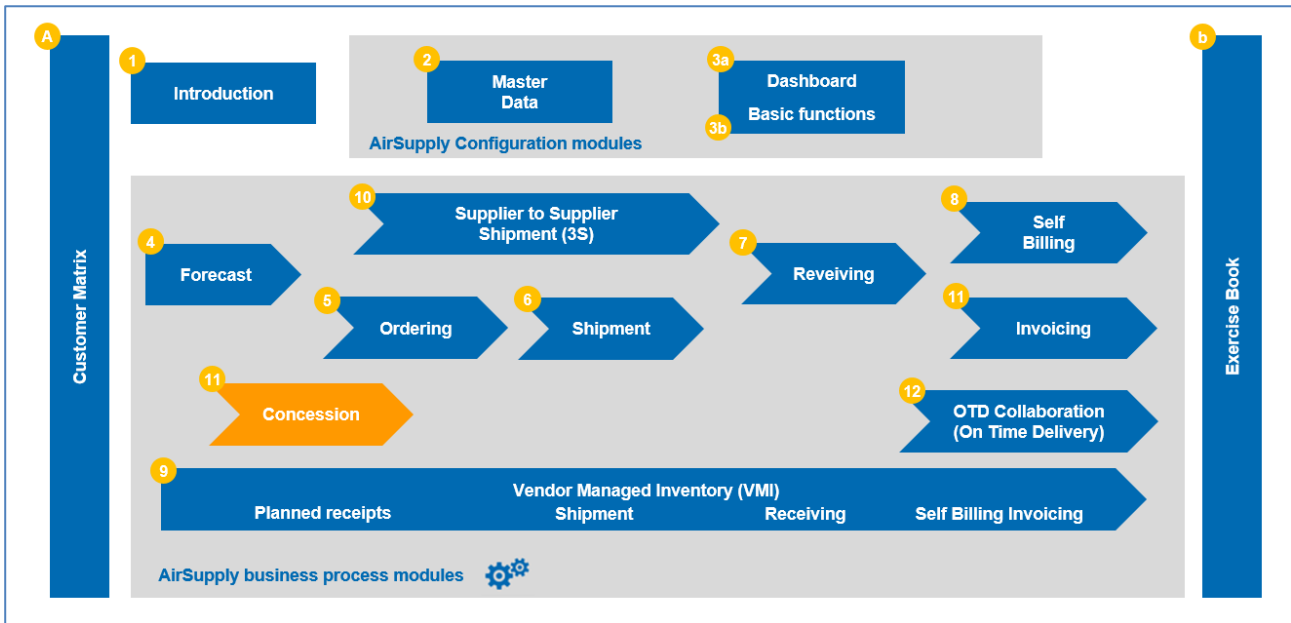 A
Customer Matrix
1
Introduction
2
Master
Data
3a
Dashboard
3b
Basic functions
AirSupply Configuration modules
10
Supplier to Supplier
Shipment (3S)
4
Forecast
5
Ordering
6
Shipment
7
Reveiving
8
Self
Billing
11
Invoicing
11
Concession
12
OTD Collaboration
(On Time Delivery)
9
Vendor Managed Inventory (VMI)
Planned receipts Shipment Receiving Self Billing Invoicing
AirSupply business process modules
b
Exercise Book